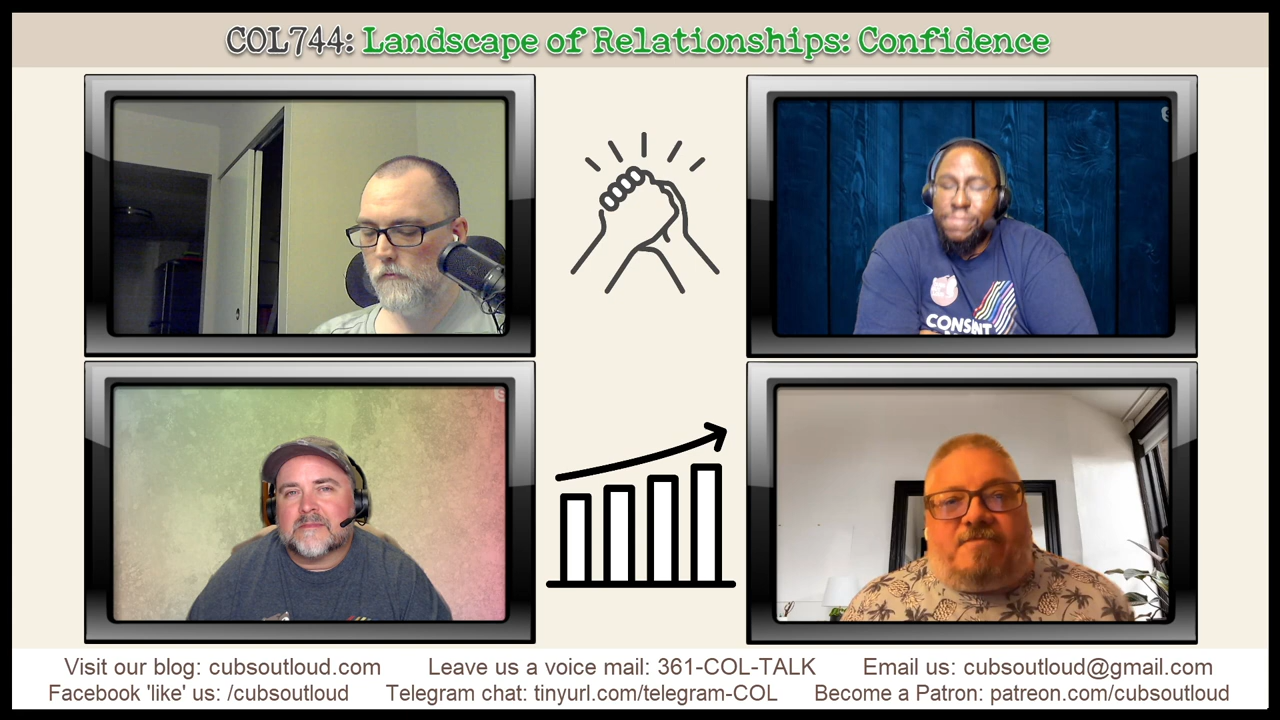 COL744: Landscape of Relationships: Confidence
CONSENT
Visit our blog: cubsoutloud.com Leave us a voice mail: 361-COL-TALK Email us: cubsoutloud@gmail.com
Facebook 'like' us: /cubsoutloud Telegram chat: tinyurl.com/telegram-COL Become a Patron: patreon.com/cubsoutloud